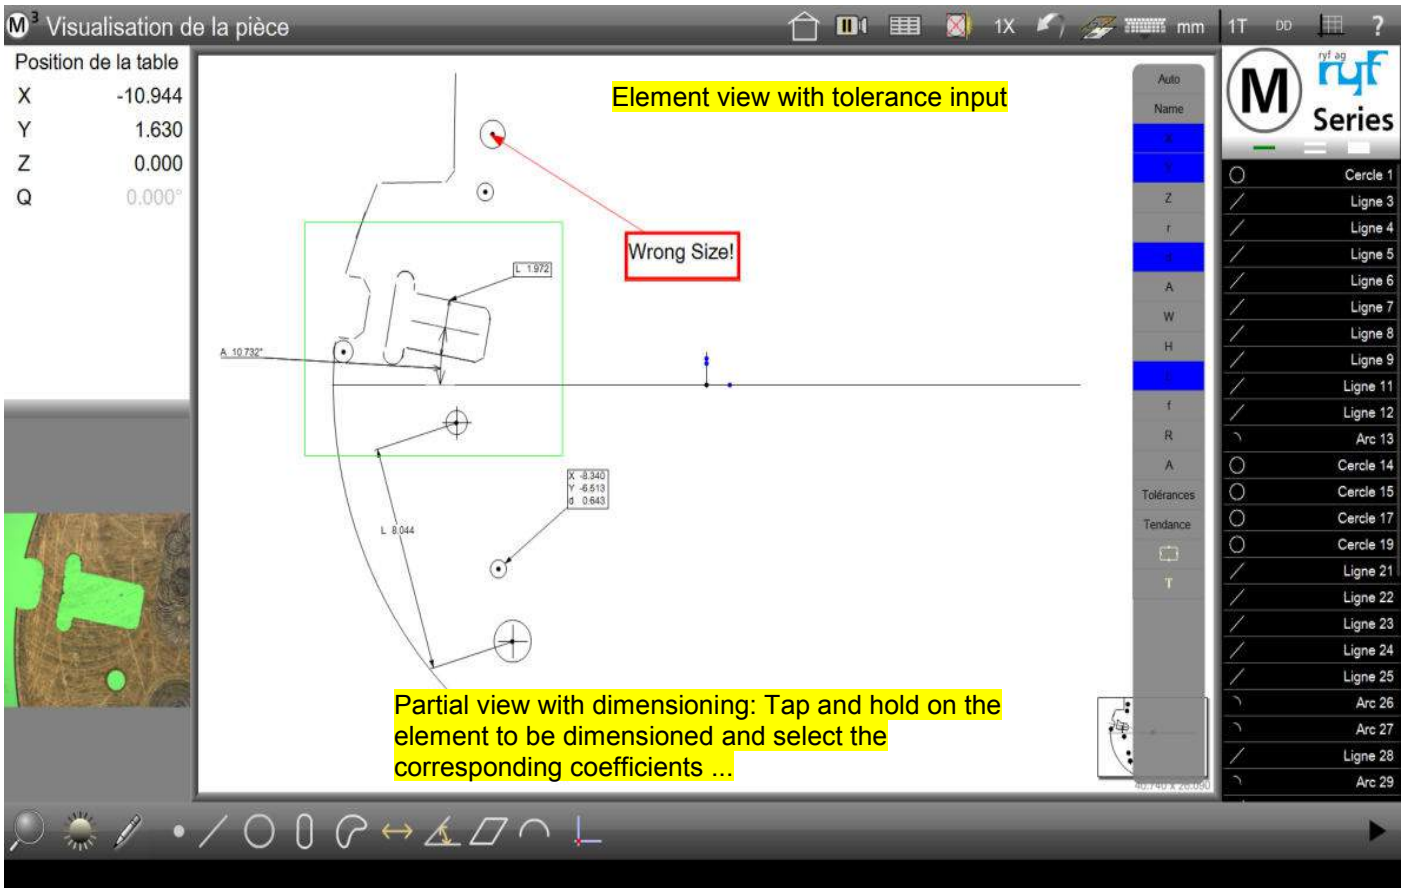 M³ Visualisation de la pièce
1X
mm
1T
DD
?
Position de la table
X -10.944
Y 1.630
Z 0.000
Q 0.000°
Element view with tolerance input
Wrong Size!
L 1.972
A 10.732°
X -8.340
Y -6.513
d 0.643
L 8.044
Partial view with dimensioning: Tap and hold on the
element to be dimensioned and select the
corresponding coefficients ...
Auto
Name
Z
r
d
A
W
H
f
R
A
Tolérances
Tendance
T
M
ryf ag
ryf
Series
Cercle 1
Ligne 3
Ligne 4
Ligne 5
Ligne 6
Ligne 7
Ligne 8
Ligne 9
Ligne 11
Ligne 12
Arc 13
Cercle 14
Cercle 15
Cercle 17
Cercle 19
Ligne 21
Ligne 22
Ligne 23
Ligne 24
Ligne 25
Arc 26
Arc 27
Ligne 28
Arc 29